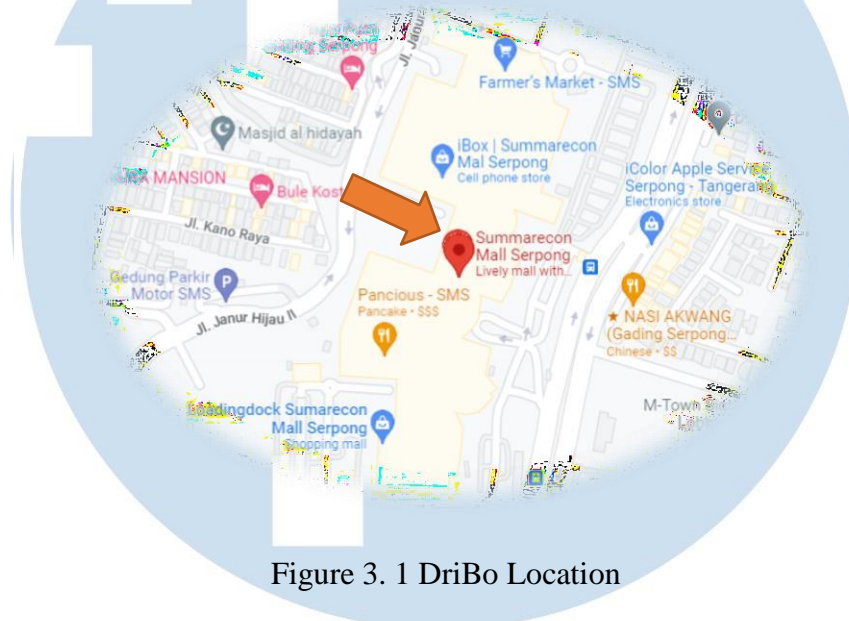 Serpong
Jl. Janur
Farmer's Market - SMS
Masjid al hidayah
iBox | Summarecon
Mal Serpong
Cell phone store
iColor Apple Service
Serpong - Tangerang
Electronics store
MANSION
Bule Kost
Jl. Kano Raya
Summarecon
Mall Serpong
Lively mall with...
Gedung Parkir
Motor SMS
P
Pancious - SMS
Pancake • $$$
★ NASI AKWANG
(Gading Serpong...
Chinese • $$
Jl. Janur Hijau II
M-Town
Loadingdock Sumarecon
Mall Serpong
Shopping mall
Figure 3. 1 DriBo Location